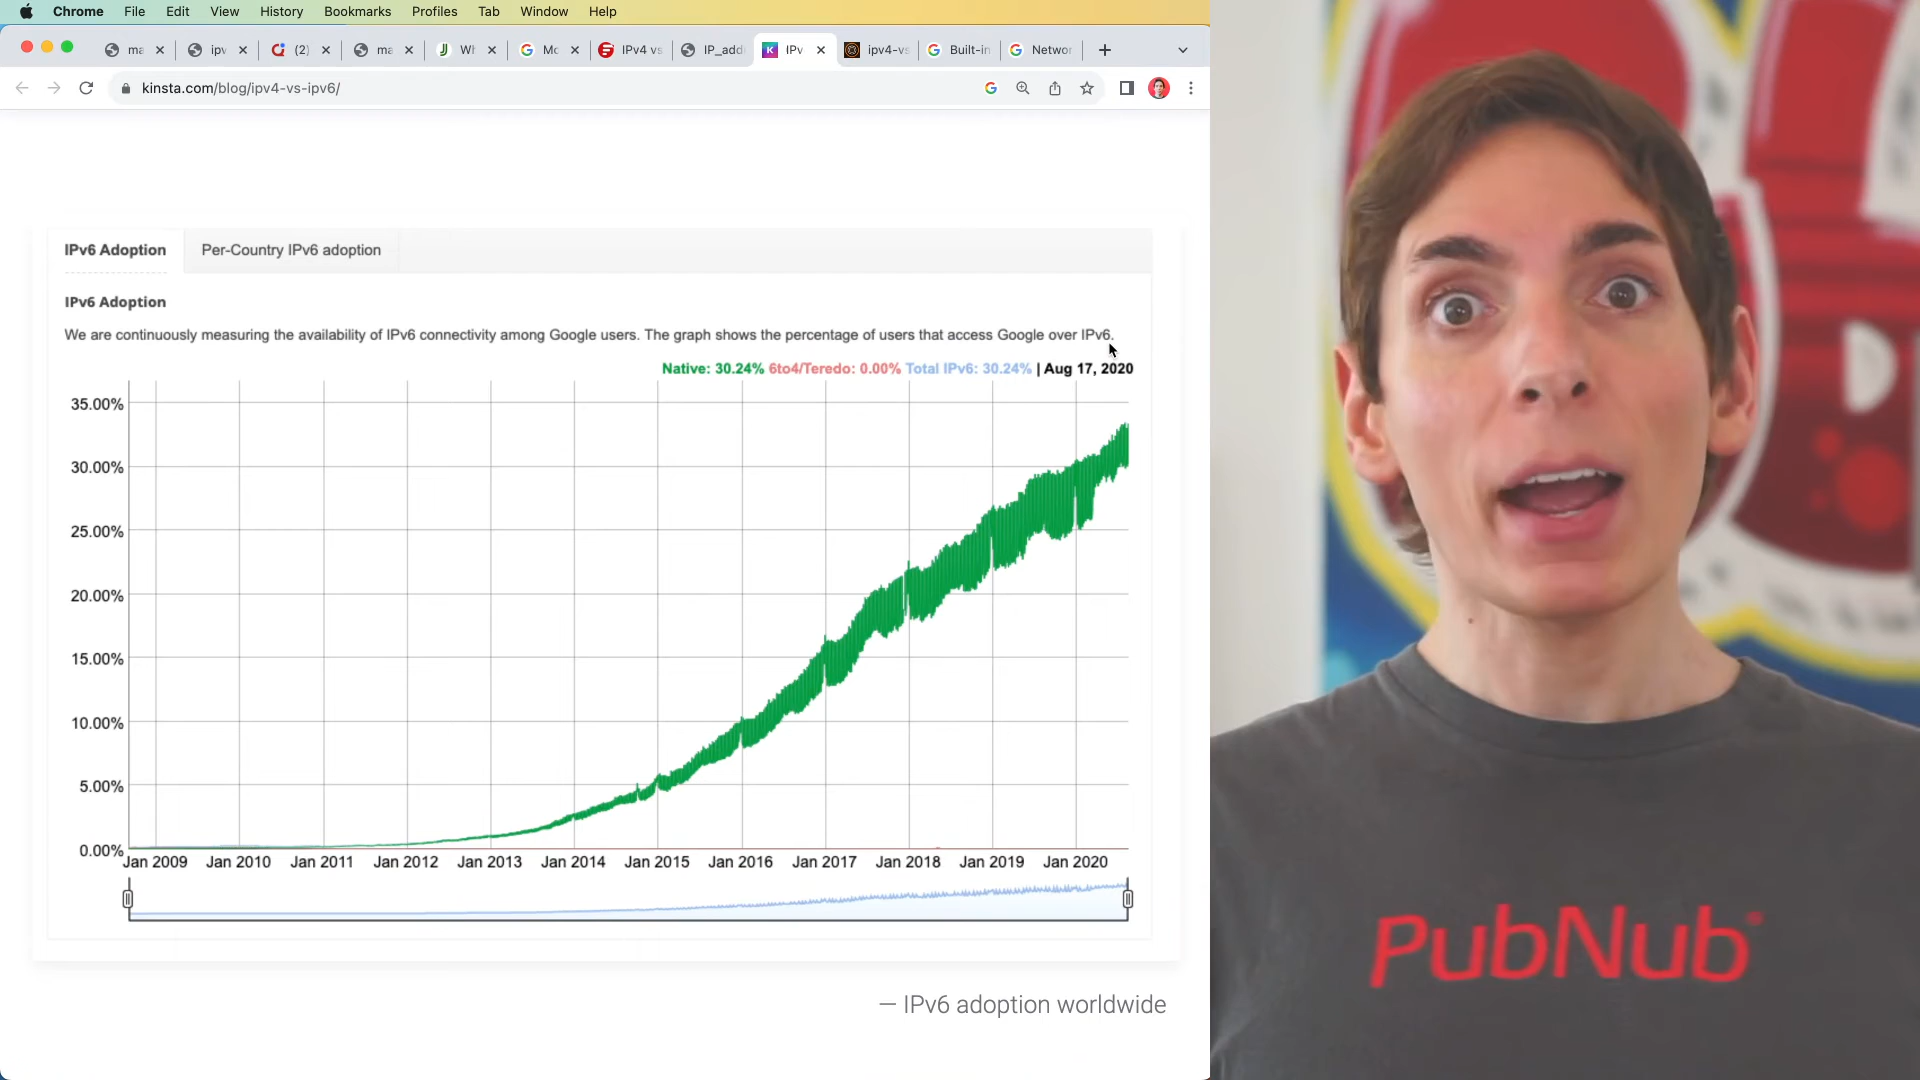 Chrome File Edit View History Bookmarks Profiles Tab Window Help
ma ipv (2) ma Wh Mc IPv4 vs IP_add IPv ipv4-vs Built-in Networ
kinsta.com/blog/ipv4-vs-ipv6/
IPv6 Adoption Per-Country IPv6 adoption
IPv6 Adoption
We are continuously measuring the availability of IPv6 connectivity among Google users. The graph shows the percentage of users that access Google over IPv6.
Native: 30.24% 6to4/Teredo: 0.00% Total IPv6: 30.24% | Aug 17, 2020
35.00%
30.00%
25.00%
20.00%
15.00%
10.00%
5.00%
0.00%
Jan 2009 Jan 2010 Jan 2011 Jan 2012 Jan 2013 Jan 2014 Jan 2015 Jan 2016 Jan 2017 Jan 2018 Jan 2019 Jan 2020
— IPv6 adoption worldwide
PubNub